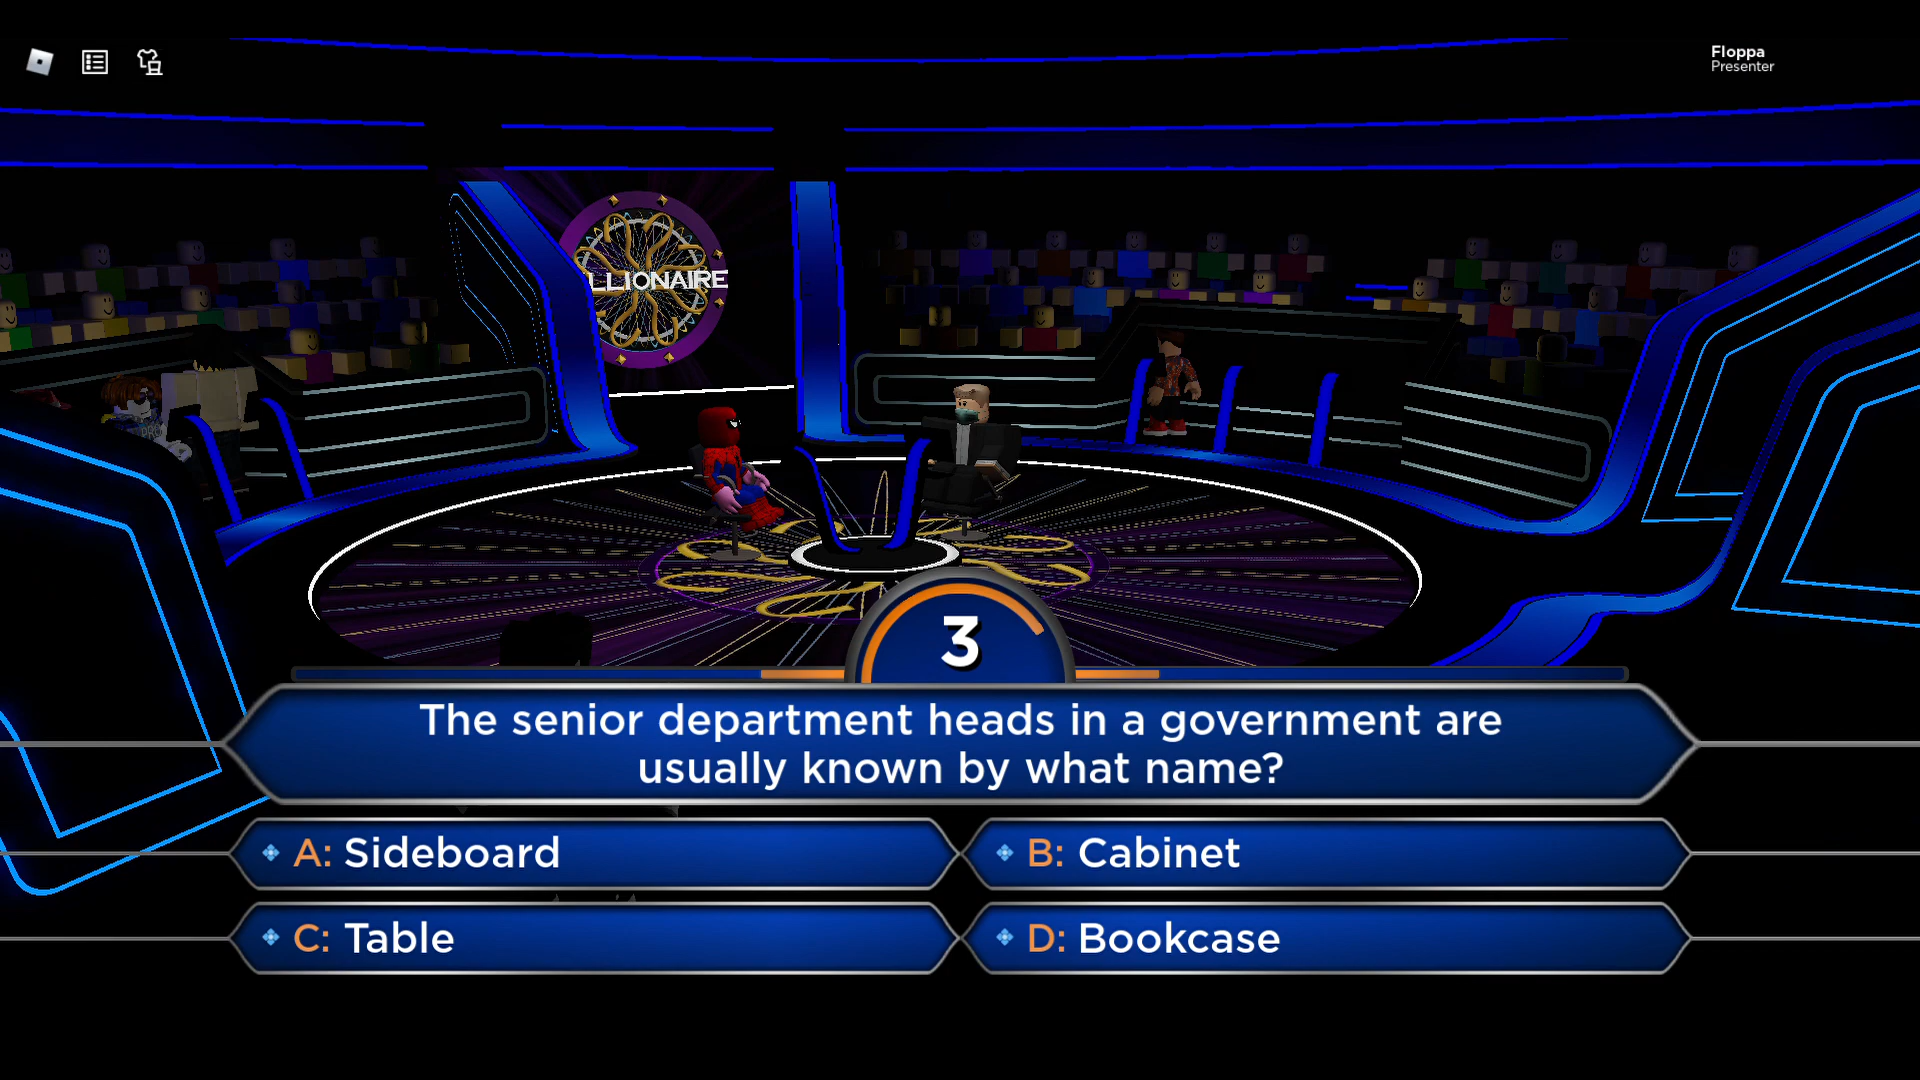 Floppa
Presenter
LLIONAIRE
3
The senior department heads in a government are
usually known by what name?
A: Sideboard
B: Cabinet
C: Table
D: Bookcase